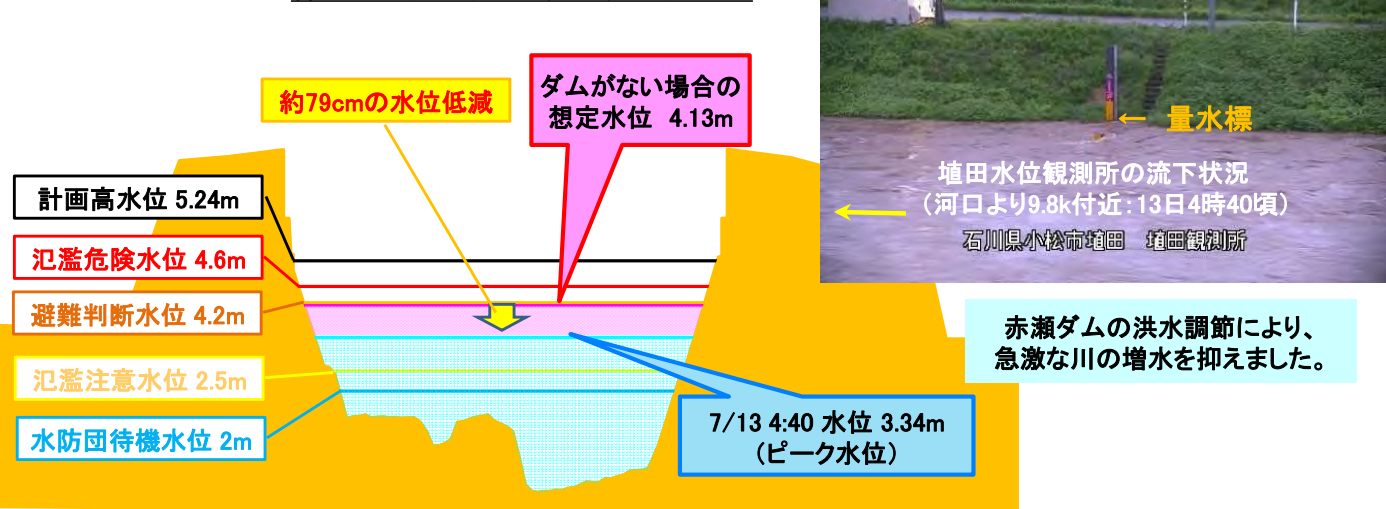 約79cmの水位低減
ダムがない場合の
想定水位 4.13m
計画高水位 5.24m
氾濫危険水位 4.6m
避難判断水位 4.2m
氾濫注意水位 2.5m
水防団待機水位 2m
7/13 4:40 水位 3.34m
（ピーク水位）
← 量水標
埴田水位観測所の流下状況
（河口より9.8k付近：13日4時40頃）
石川県小松市埴田 埴田観測所
赤瀬ダムの洪水調節により、
急激な川の増水を抑えました。